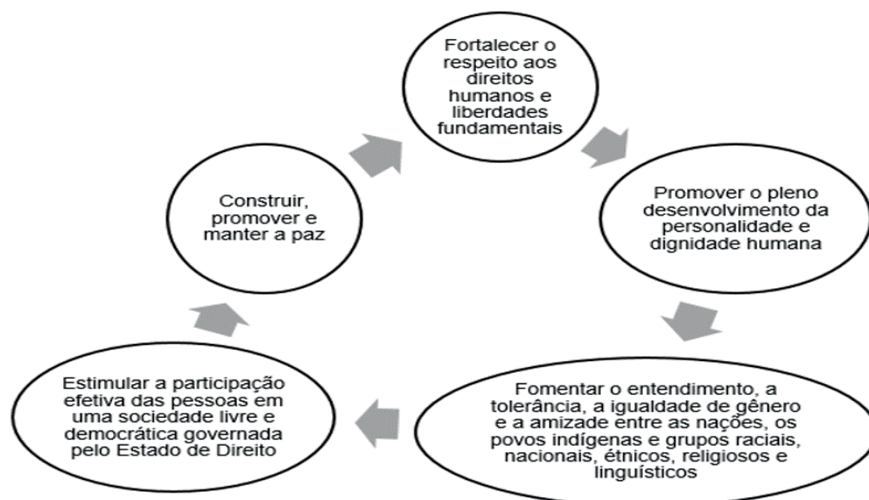 Fortalecer o
respeito aos
direitos
humanos e
liberdades
fundamentais
Promover o pleno
desenvolvimento da
personalidade e
dignidade humana
Fomentar o entendimento, a
tolerância, a igualdade de gênero
e a amizade entre as nações, os
povos indígenas e grupos raciais,
nacionais, étnicos, religiosos e
linguísticos
Estimular a participação
efetiva das pessoas em
uma sociedade livre e
democrática governada
pelo Estado de Direito
Construir,
promover e
manter a paz